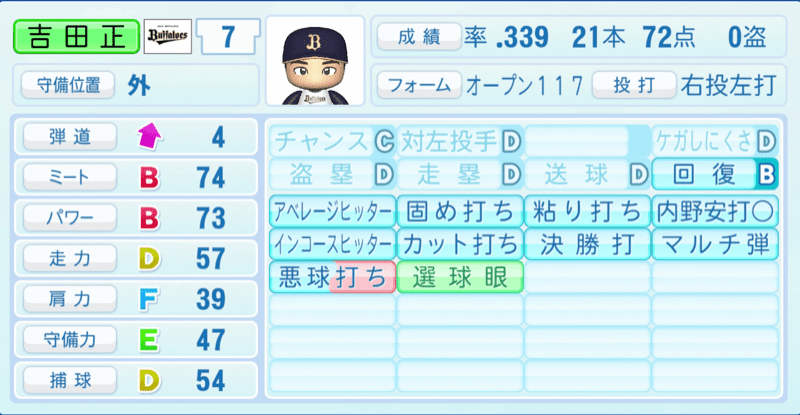 吉田正 Buffaloes 7 成績 率 .339 21本 72点 0盗
守備位置 外 フォーム オープン117 投打 右投左打
弾道 4 チャンス C 対左投手 D ケガしにくさ D
ミート B 74 盗塁 D 走塁 D 送球 D 回復 B
パワー B 73 アベレージヒッター 固め打ち 粘り打ち 内野安打○
走力 D 57 インコースヒッター カット打ち 決勝打 マルチ弾
肩力 F 39 悪球打ち 選球眼
守備力 E 47
捕球 D 54